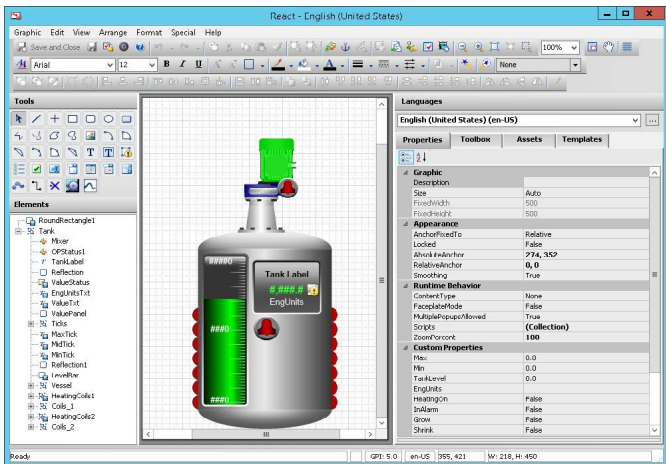 React - English (United States)
Graphic Edit View Arrange Format Special Help
Save and Close 100%
Arial 12 B I U A None
Tools
Languages
English (United States) (en-US)
Properties Toolbox Assets Templates
T T
Elements
RoundRectangle1
Tank
Mixer
OPStatus1
TankLabel
Reflection
ValueStatus
EngUnitsTxt
ValueTxt
ValuePanel
Ticks
MaxTick
MidTick
MinTick
Reflection1
LevelBar
Vessel
HeatingCoils1
Coils_1
HeatingCoils2
Coils_2
####0
###0
###0
Tank Label
#,###.#
EngUnits
Graphic
Description
Size Auto
FixedWidth 500
FixedHeight 500
Appearance
AnchorFixedTo Relative
Locked False
AbsoluteAnchor 274, 352
RelativeAnchor 0, 0
Smoothing True
Runtime Behavior
ContentType None
FaceplateMode False
MultiplePopupsAllowed True
Scripts (Collection)
ZoomPercent 100
Custom Properties
Max 0.0
Min 0.0
TankLevel 0.0
EngUnits
HeatingOn False
InAlarm False
Grow False
Shrink False
Ready GPI: 5.0 en-US 355, 421 W: 218, H: 450